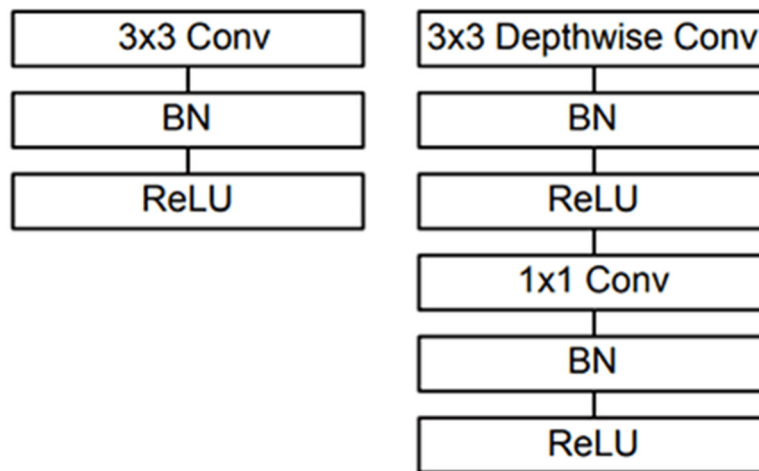 3x3 Conv
BN
ReLU
3x3 Depthwise Conv
BN
ReLU
1x1 Conv
BN
ReLU